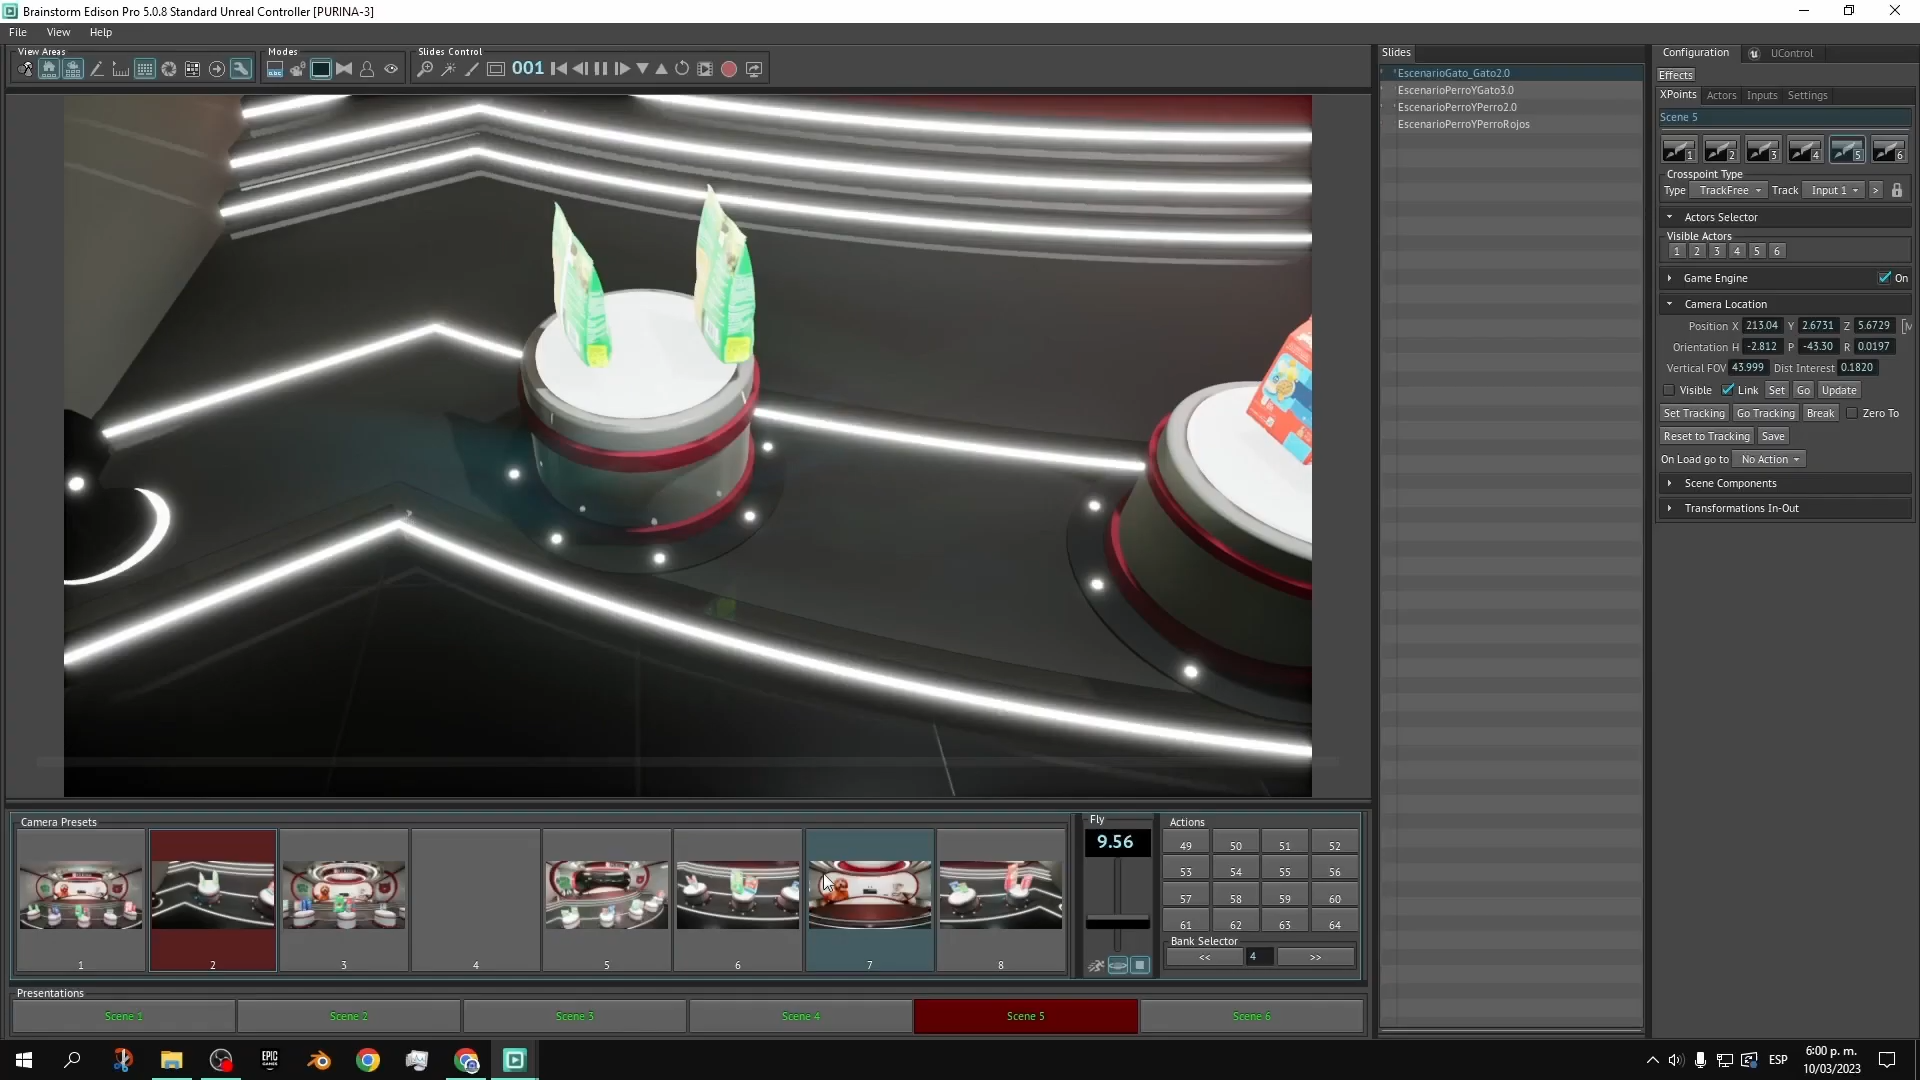 Brainstorm Edison Pro 5.0.8 Standard Unreal Controller [PURINA-3]
File View Help
View Areas Modes Slides Control
001
Slides
EscenarioGato_Gato2.0
EscenarioPerroYGato3.0
EscenarioPerroYPerro2.0
EscenarioPerroYPerroRojos
Configuration UControl
Effects
XPoints Actors Inputs Settings
Scene 5
1 2 3 4 5 6
Crosspoint Type
Type TrackFree Track Input 1 >
Actors Selector
Visible Actors
1 2 3 4 5 6
Game Engine On
Camera Location
Position X 213.04 Y 2.6731 Z 5.6729
Orientation H -2.812 P -43.30 R 0.0197
Vertical FOV 43.999 Dist Interest 0.1820
Visible Link Set Go Update
Set Tracking Go Tracking Break Zero To
Reset to Tracking Save
On Load go to No Action
Scene Components
Transformations In-Out
Camera Presets
1 2 3 4 5 6 7 8
Fly
9.56
Actions
49 50 51 52
53 54 55 56
57 58 59 60
61 62 63 64
Bank Selector
<< 4 >>
Presentations
Scene 1 Scene 2 Scene 3 Scene 4 Scene 5 Scene 6
EPIC GAMES
ESP
6:00 p. m.
10/03/2023